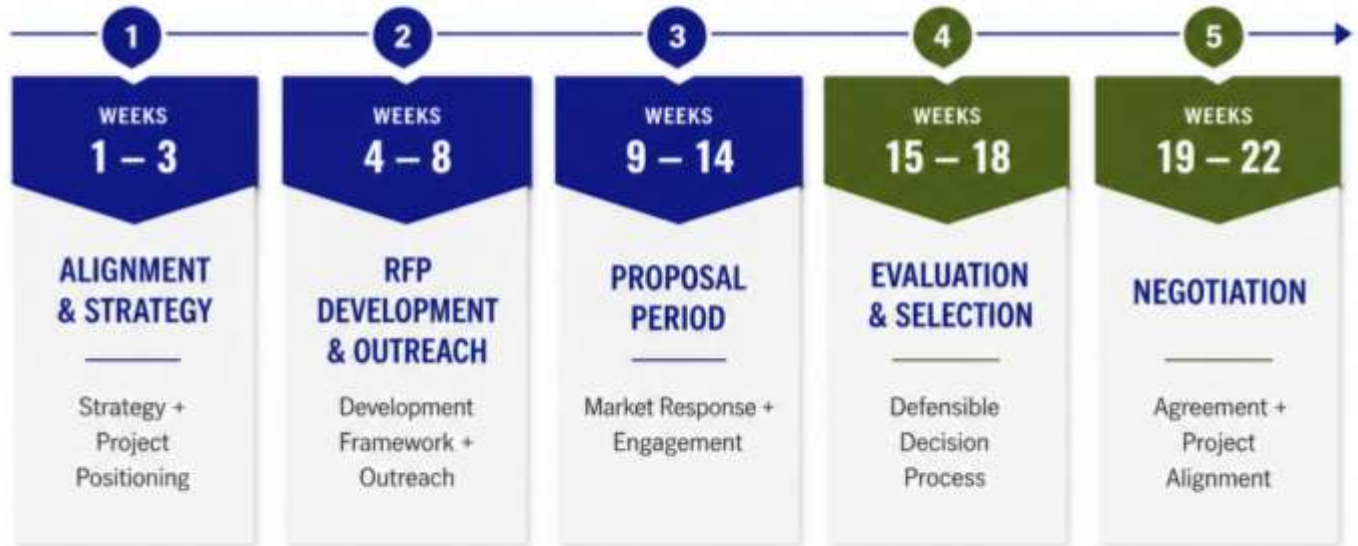 1
WEEKS
1 – 3
ALIGNMENT
& STRATEGY
Strategy +
Project
Positioning
2
WEEKS
4 – 8
RFP
DEVELOPMENT
& OUTREACH
Development
Framework +
Outreach
3
WEEKS
9 – 14
PROPOSAL
PERIOD
Market Response +
Engagement
4
WEEKS
15 – 18
EVALUATION
& SELECTION
Defensible
Decision
Process
5
WEEKS
19 – 22
NEGOTIATION
Agreement +
Project
Alignment